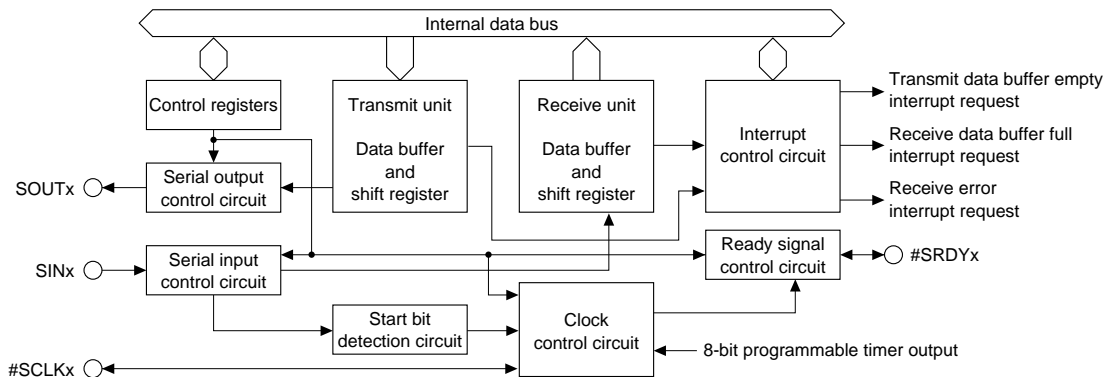 Internal data bus
Control registers
Transmit unit
Data buffer
and
shift register
Receive unit
Data buffer
and
shift register
Interrupt
control circuit
Transmit data buffer empty
interrupt request
Receive data buffer full
interrupt request
Receive error
interrupt request
SOUTx
Serial output
control circuit
SINx
Serial input
control circuit
Ready signal
control circuit
#SRDYx
Start bit
detection circuit
Clock
control circuit
8-bit programmable timer output
#SCLKx